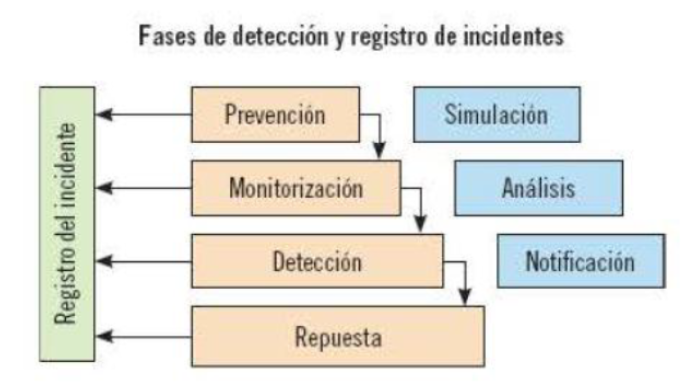 Fases de detección y registro de incidentes
Registro del incidente
Prevención
Simulación
Monitorización
Análisis
Detección
Notificación
Repuesta